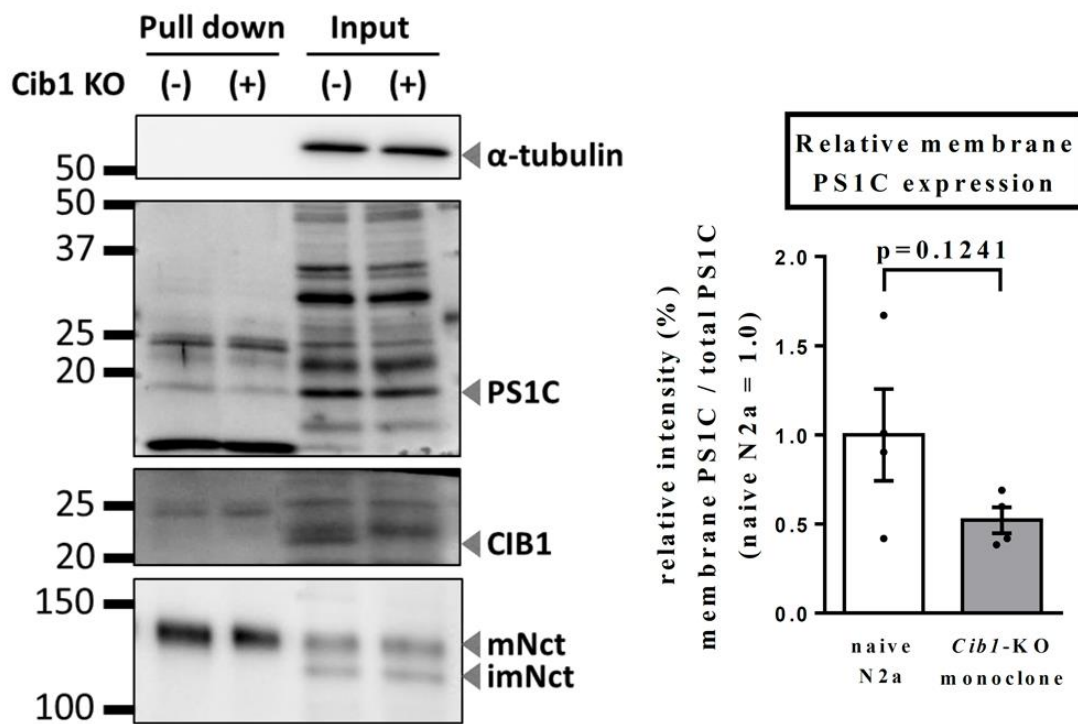 Pull down Input
Cib1 KO (-) (+) (-) (+)
50
α-tubulin
50
37
25
20
PS1C
25
20
CIB1
150
100
mNct
imNct
Relative membrane
PS1C expression
relative intensity (%)
membrane PS1C / total PS1C
(naive N2a = 1.0)
p=0.1241
2.0
1.5
1.0
0.5
0.0
naive
N2a
Cib1-KO
monoclone